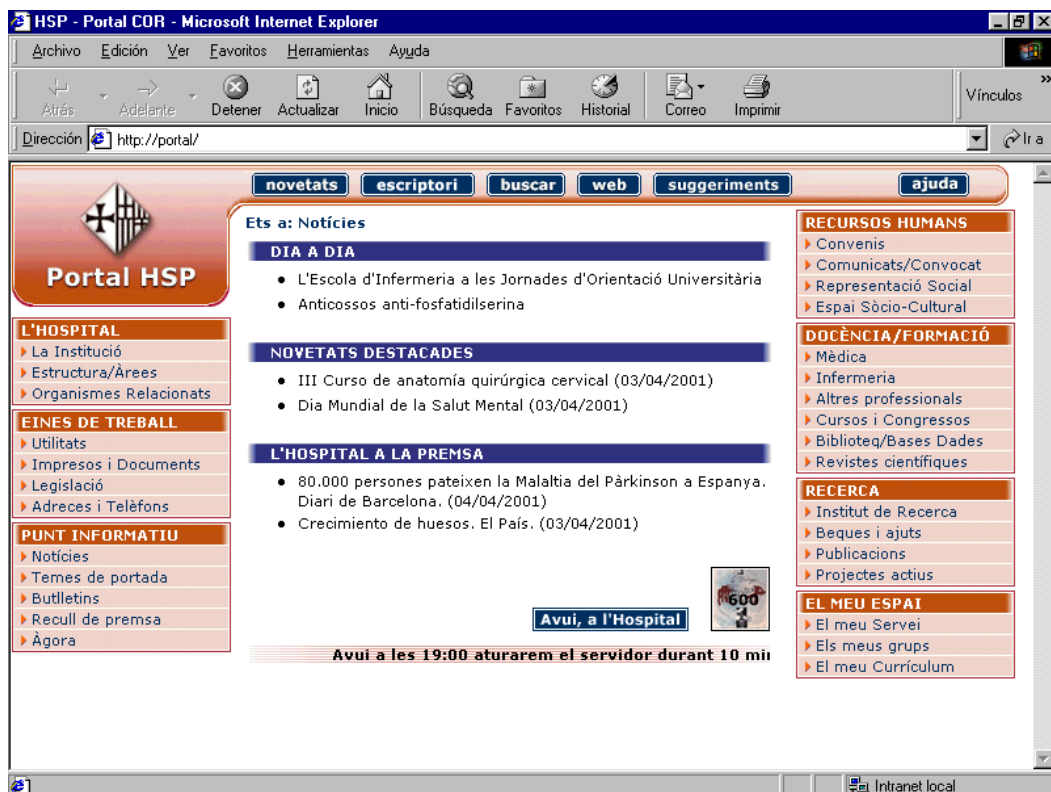 HSP - Portal COR - Microsoft Internet Explorer
Archivo Edición Ver Favoritos Herramientas Ayuda
Atrás Adelante Detener Actualizar Inicio Búsqueda Favoritos Historial Correo Imprimir Vínculos »
Dirección http://portal/ Ir a
novetats escriptori buscar web suggeriments ajuda
Portal HSP
L'HOSPITAL
La Institució
Estructura/Àrees
Organismes Relacionats
EINES DE TREBALL
Utilitats
Impresos i Documents
Legislació
Adreces i Telèfons
PUNT INFORMATIU
Notícies
Temes de portada
Butlletins
Recull de premsa
Àgora
Ets a: Notícies
DIA A DIA
• L'Escola d'Infermeria a les Jornades d'Orientació Universitària
• Anticossos anti-fosfatidilserina
NOVETATS DESTACADES
• III Curso de anatomía quirúrgica cervical (03/04/2001)
• Dia Mundial de la Salut Mental (03/04/2001)
L'HOSPITAL A LA PREMSA
• 80.000 persones pateixen la Malaltia del Pàrkinson a Espanya.
Diari de Barcelona. (04/04/2001)
• Crecimiento de huesos. El País. (03/04/2001)
600
Avui, a l'Hospital
Avui a les 19:00 aturarem el servidor durant 10
RECURSOS HUMANS
Convenis
Comunicats/Convocat
Representació Social
Espai Sòcio-Cultural
DOCÈNCIA/FORMACIÓ
Mèdica
Infermeria
Altres professionals
Cursos i Congressos
Biblioteq/Bases Dades
Revistes científiques
RECERCA
Institut de Recerca
Beques i ajuts
Publicacions
Projectes actius
EL MEU ESPAI
El meu Servei
Els meus grups
El meu Currículum
Intranet local